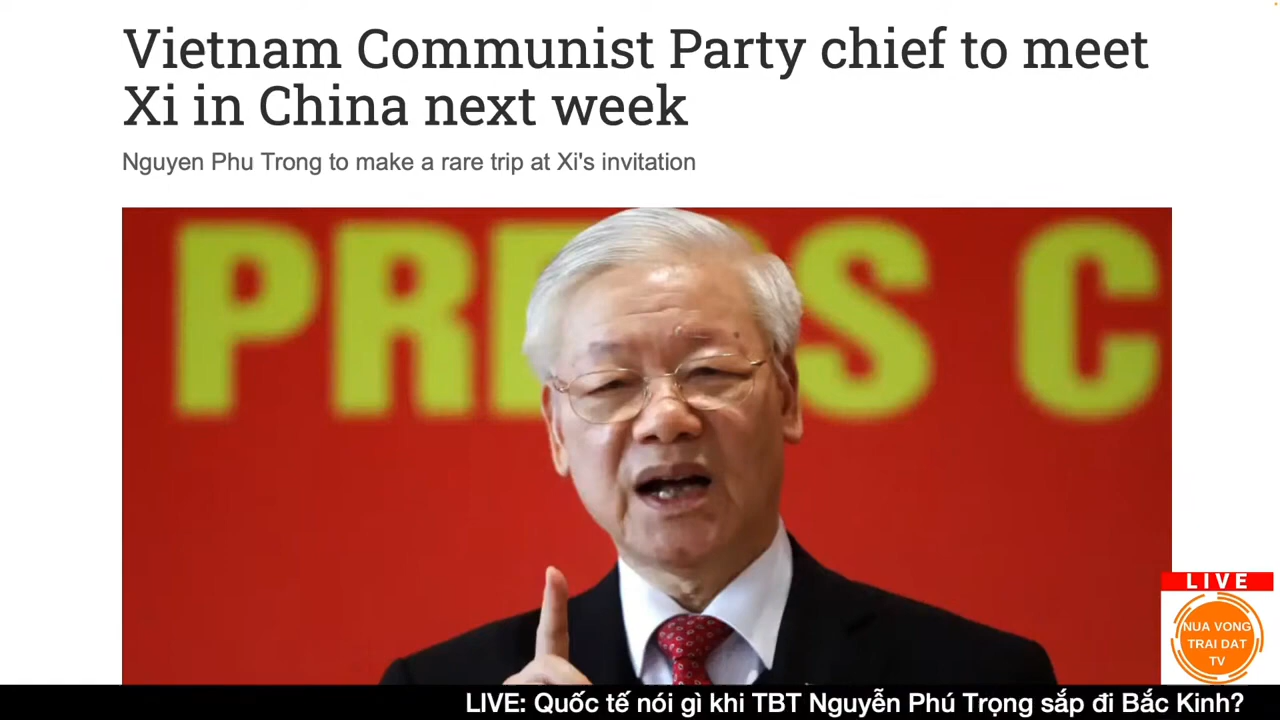 Vietnam Communist Party chief to meet
Xi in China next week
Nguyen Phu Trong to make a rare trip at Xi's invitation
PRESS C
LIVE
NUA VONG
TRAI DAT
TV
LIVE: Quốc tế nói gì khi TBT Nguyễn Phú Trọng sắp đi Bắc Kinh?